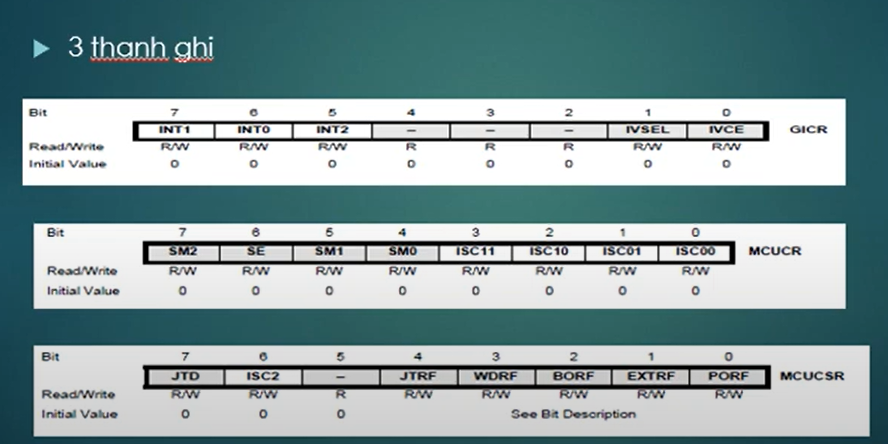 3 thanh ghi
Bit 7 6 5 4 3 2 1 0
INT1 INT0 INT2 – – – IVSEL IVCE GICR
Read/Write R/W R/W R/W R R R R/W R/W
Initial Value 0 0 0 0 0 0 0 0
Bit 7 6 5 4 3 2 1 0
SM2 SE SM1 SM0 ISC11 ISC10 ISC01 ISC00 MCUCR
Read/Write R/W R/W R/W R/W R/W R/W R/W R/W
Initial Value 0 0 0 0 0 0 0 0
Bit 7 6 5 4 3 2 1 0
JTD ISC2 – JTRF WDRF BORF EXTRF PORF MCUCSR
Read/Write R/W R/W R R/W R/W R/W R/W R/W
Initial Value 0 0 0 See Bit Description